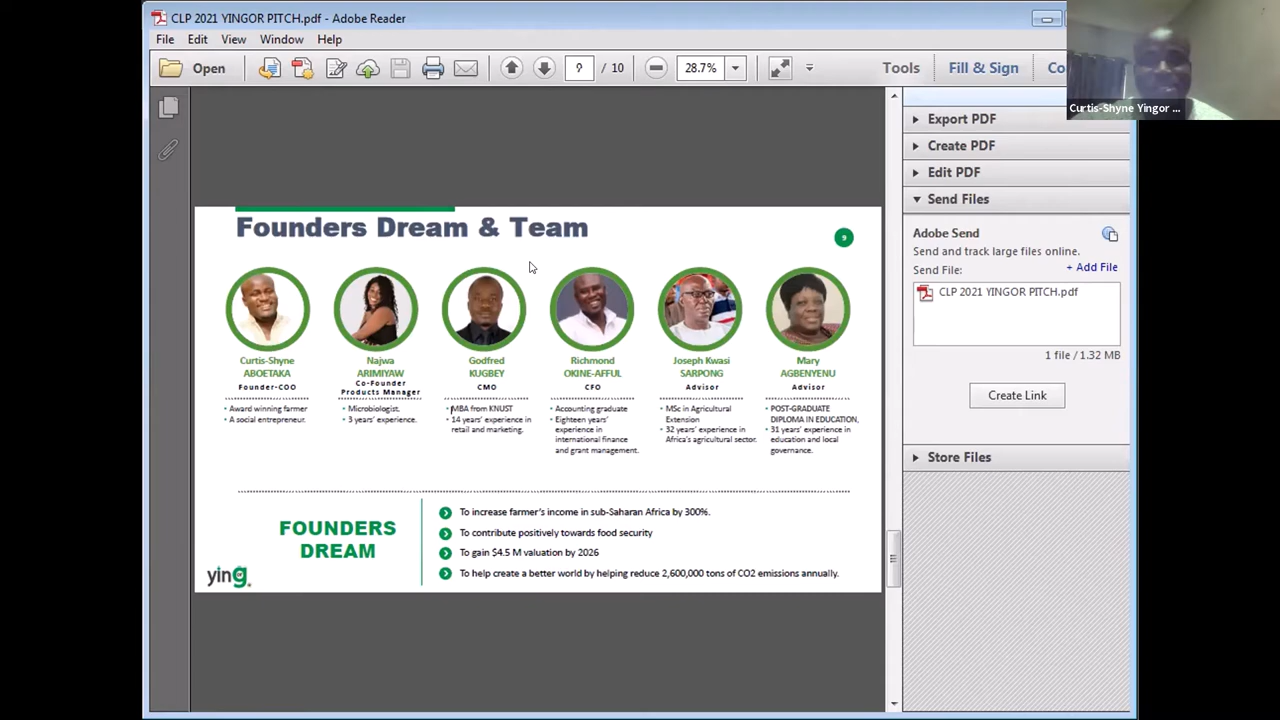 CLP 2021 YINGOR PITCH.pdf - Adobe Reader
File Edit View Window Help
Open 9 / 10 28.7% Tools Fill & Sign Co
Curtis-Shyne Yingor ...
Export PDF
Create PDF
Edit PDF
Send Files
Adobe Send
Send and track large files online.
Send File: + Add File
CLP 2021 YINGOR PITCH.pdf
1 file / 1.32 MB
Create Link
Store Files
Founders Dream & Team
9
Curtis-Shyne
ABOETAKA
Founder-COO
• Award winning farmer
• A social entrepreneur.
Najwa
ARIMIYAW
Co-Founder
Products Manager
• Microbiologist.
• 3 years' experience.
Godfred
KUGBEY
CMO
• MBA from KNUST
• 14 years' experience in
retail and marketing.
Richmond
OKINE-AFFUL
CFO
• Accounting graduate
• Eighteen years'
experience in
international finance
and grant management.
Joseph Kwasi
SARPONG
Advisor
• MSc in Agricultural
Extension
• 32 years' experience in
Africa's agricultural sector.
Mary
AGBENYENU
Advisor
• POST-GRADUATE
DIPLOMA IN EDUCATION,
• 31 years' experience in
education and local
governance.
FOUNDERS
DREAM
To increase farmer's income in sub-Saharan Africa by 300%.
To contribute positively towards food security
To gain $4.5 M valuation by 2026
To help create a better world by helping reduce 2,600,000 tons of CO2 emissions annually.
ying